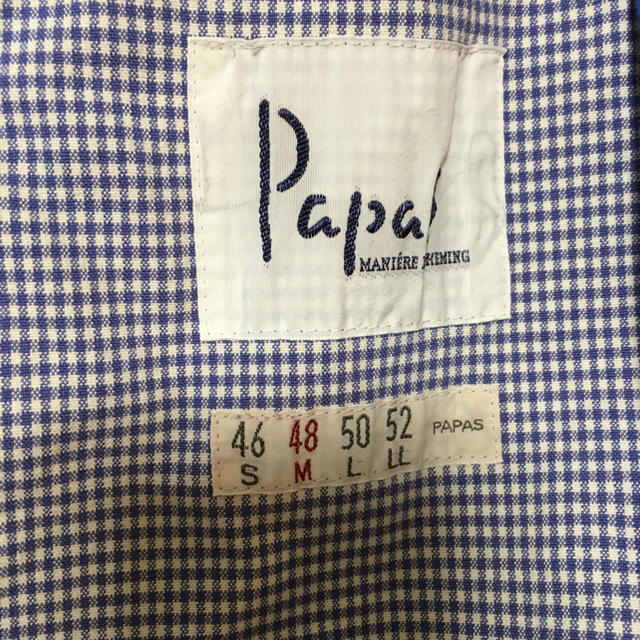 Papas
MANIÉRE
46 48 50 52 PAPAS
S M L LL